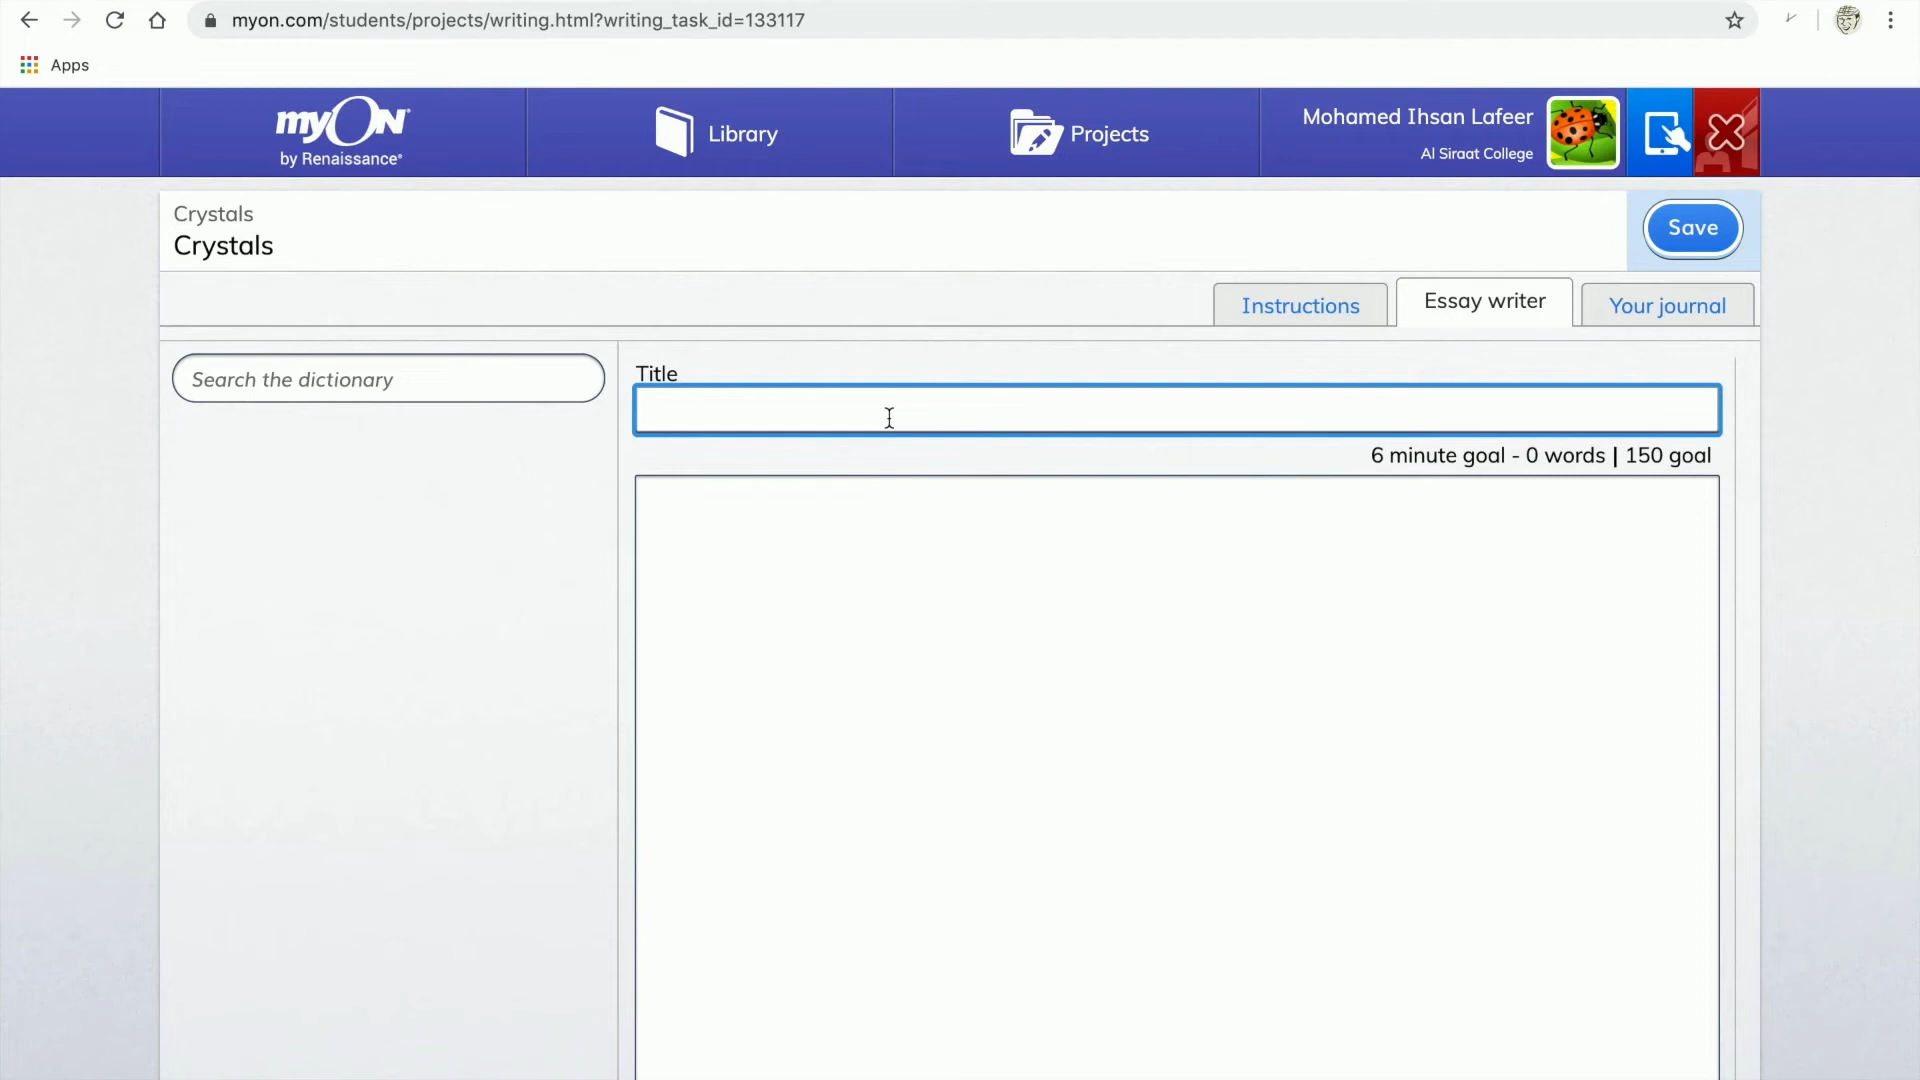 myon.com/students/projects/writing.html?writing_task_id=133117
Apps
myON®
by Renaissance®
Library
Projects
Mohamed Ihsan Lafeer
Al Siraat College
Crystals
Crystals
Save
Instructions
Essay writer
Your journal
Search the dictionary
Title
6 minute goal - 0 words | 150 goal